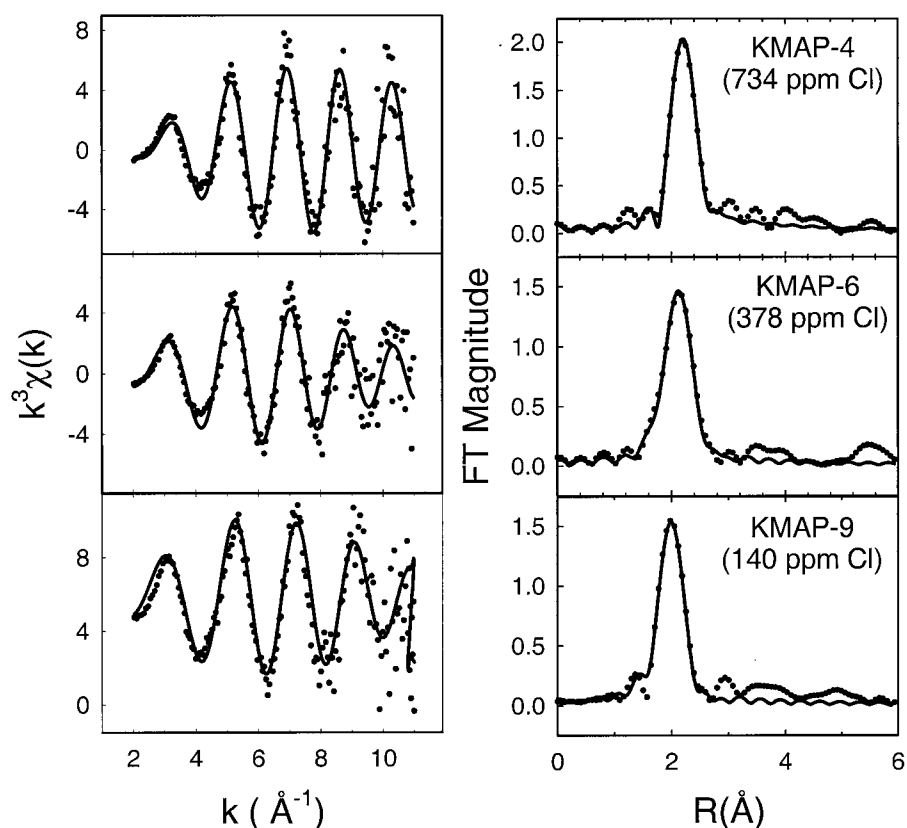 8
4
0
-4
4
0
-4
8
4
0
2 4 6 8 10
k³χ(k)
k ( Å⁻¹)
KMAP-4
(734 ppm Cl)
2.0
1.5
1.0
0.5
0.0
KMAP-6
(378 ppm Cl)
1.5
1.0
0.5
0.0
KMAP-9
(140 ppm Cl)
1.5
1.0
0.5
0.0
0 2 4 6
FT Magnitude
R(Å)